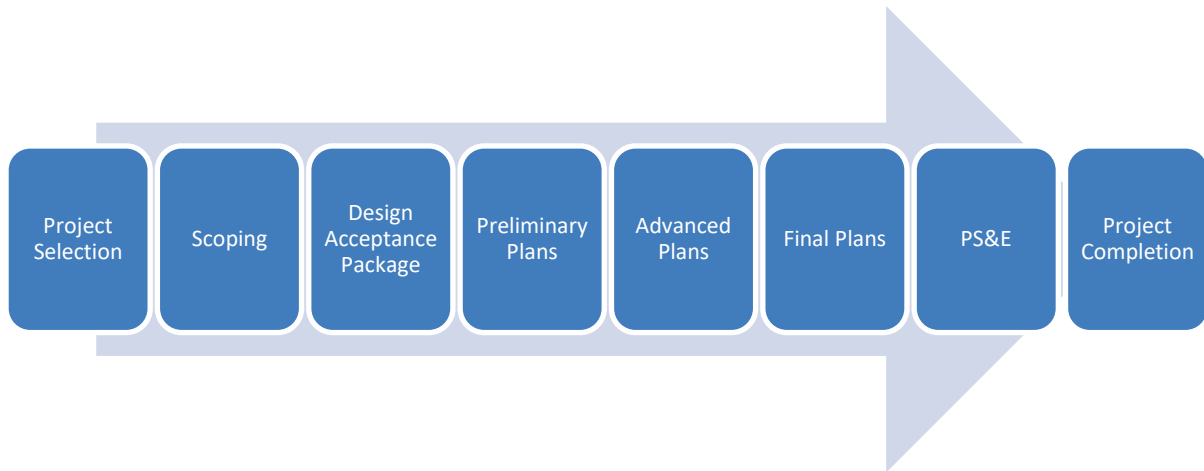 Project
Selection
Scoping
Design
Acceptance
Package
Preliminary
Plans
Advanced
Plans
Final Plans
PS&E
Project
Completion